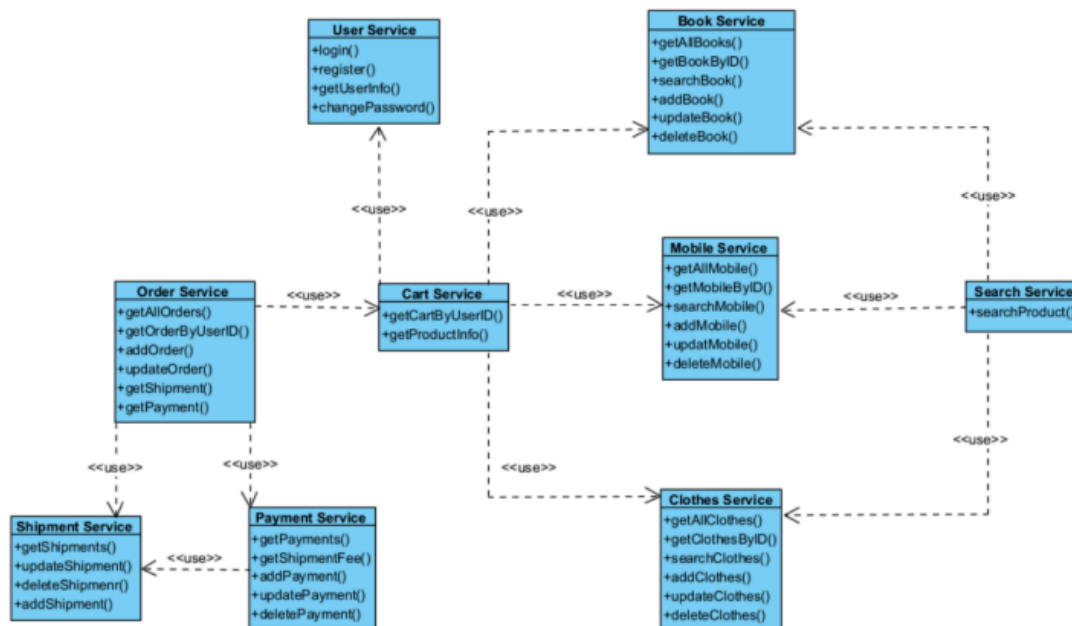 User Service
+login()
+register()
+getUserInfo()
+changePassword()
Book Service
+getAllBooks()
+getBookByID()
+searchBook()
+addBook()
+updateBook()
+deleteBook()
<<use>>
<<use>>
<<use>>
Order Service
+getAllOrders()
+getOrderByUserID()
+addOrder()
+updateOrder()
+getShipment()
+getPayment()
<<use>>
Cart Service
+getCartByUserID()
+getProductInfo()
<<use>>
Mobile Service
+getAllMobile()
+getMobileByID()
+searchMobile()
+addMobile()
+updatMobile()
+deleteMobile()
<<use>>
Search Service
+searchProduct()
<<use>>
<<use>>
<<use>>
<<use>>
Shipment Service
+getShipments()
+updateShipment()
+deleteShipmenr()
+addShipment()
<<use>>
Payment Service
+getPayments()
+getShipmentFee()
+addPayment()
+updatePayment()
+deletePayment()
Clothes Service
+getAllClothes()
+getClothesByID()
+searchClothes()
+addClothes()
+updateClothes()
+deleteClothes()